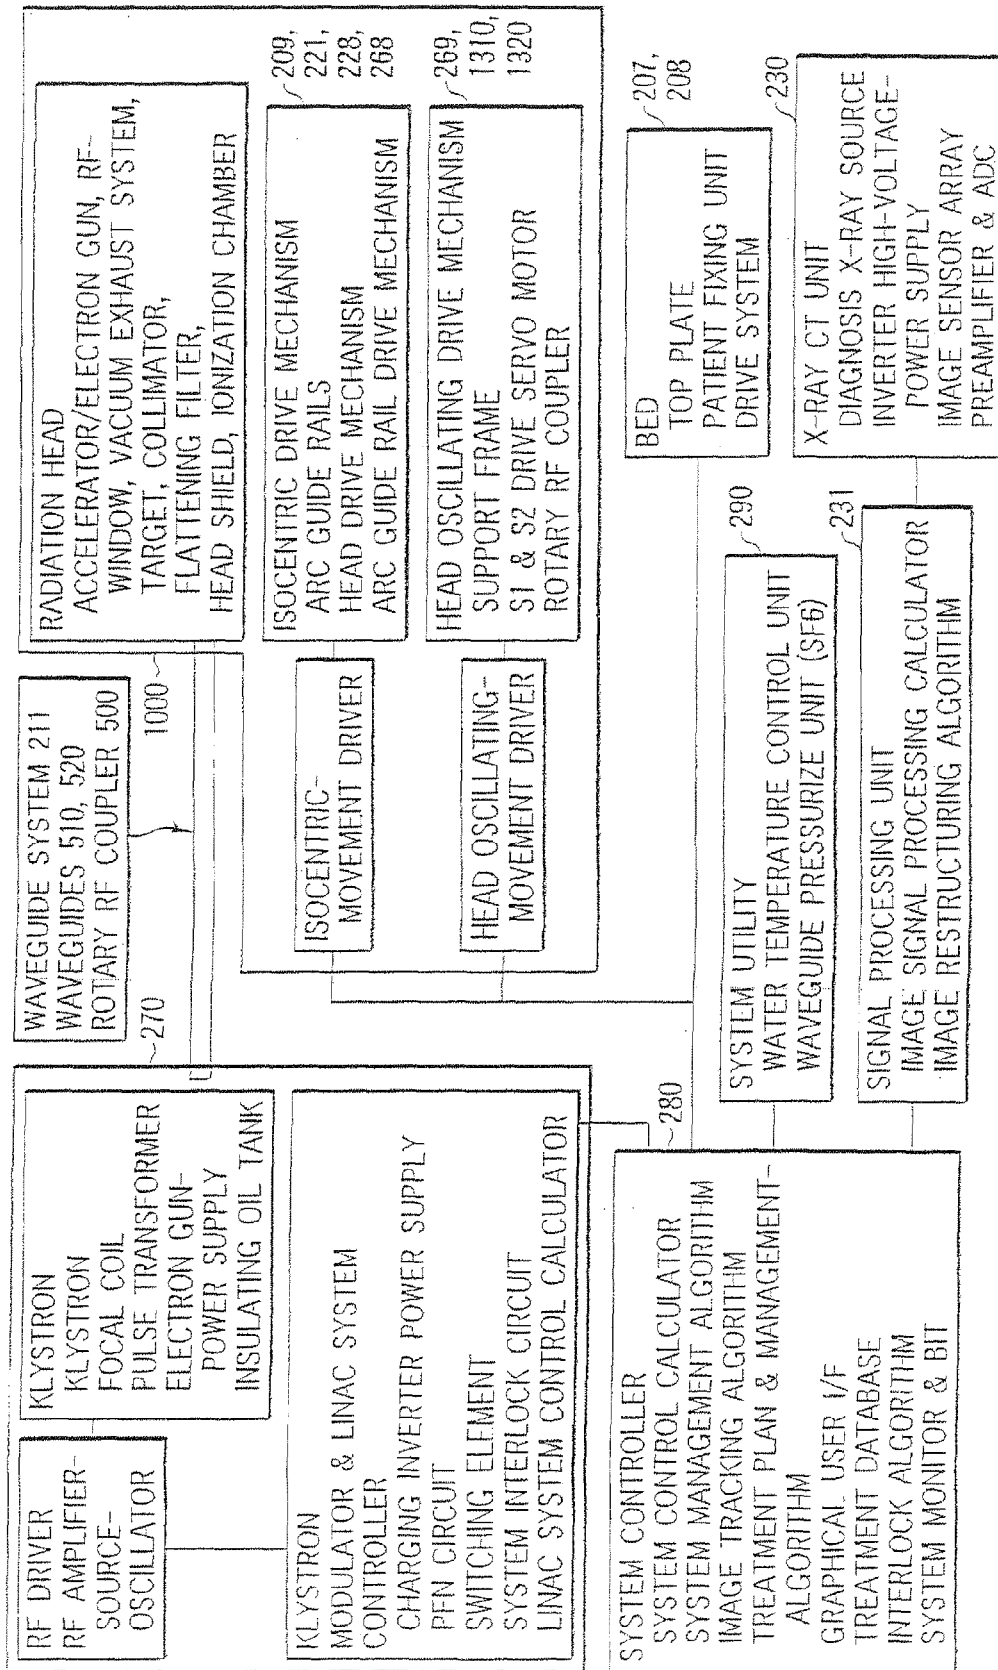 RF DRIVER
RF AMPLIFIER-
SOURCE-
OSCILLATOR
KLYSTRON
KLYSTRON
FOCAL COIL
PULSE TRANSFORMER
ELECTRON GUN-
POWER SUPPLY
INSULATING OIL TANK
270
KLYSTRON
MODULATOR & LINAC SYSTEM
CONTROLLER
CHARGING INVERTER POWER SUPPLY
PFN CIRCUIT
SWITCHING ELEMENT
SYSTEM INTERLOCK CIRCUIT
LINAC SYSTEM CONTROL CALCULATOR
WAVEGUIDE SYSTEM 211
WAVEGUIDES 510, 520
ROTARY RF COUPLER 500
1000
RADIATION HEAD
ACCELERATOR/ELECTRON GUN, RF-
WINDOW, VACUUM EXHAUST SYSTEM,
TARGET, COLLIMATOR,
FLATTENING FILTER,
HEAD SHIELD, IONIZATION CHAMBER
ISOCENTRIC-
MOVEMENT DRIVER
ISOCENTRIC DRIVE MECHANISM
ARC GUIDE RAILS
HEAD DRIVE MECHANISM
ARC GUIDE RAIL DRIVE MECHANISM
209,
221,
228,
268
HEAD OSCILLATING-
MOVEMENT DRIVER
HEAD OSCILLATING DRIVE MECHANISM
SUPPORT FRAME
S1 & S2 DRIVE SERVO MOTOR
ROTARY RF COUPLER
269,
1310,
1320
SYSTEM CONTROLLER
SYSTEM CONTROL CALCULATOR
SYSTEM MANAGEMENT ALGORITHM
IMAGE TRACKING ALGORITHM
TREATMENT PLAN & MANAGEMENT-
ALGORITHM
GRAPHICAL USER I/F
TREATMENT DATABASE
INTERLOCK ALGORITHM
SYSTEM MONITOR & BIT
280
BED
TOP PLATE
PATIENT FIXING UNIT
DRIVE SYSTEM
207,
208
SYSTEM UTILITY
WATER TEMPERATURE CONTROL UNIT
WAVEGUIDE PRESSURIZE UNIT (SF6)
290
SIGNAL PROCESSING UNIT
IMAGE SIGNAL PROCESSING CALCULATOR
IMAGE RESTRUCTURING ALGORITHM
231
X-RAY CT UNIT
DIAGNOSIS X-RAY SOURCE
INVERTER HIGH-VOLTAGE-
POWER SUPPLY
IMAGE SENSOR ARRAY
PREAMPLIFIER & ADC
230